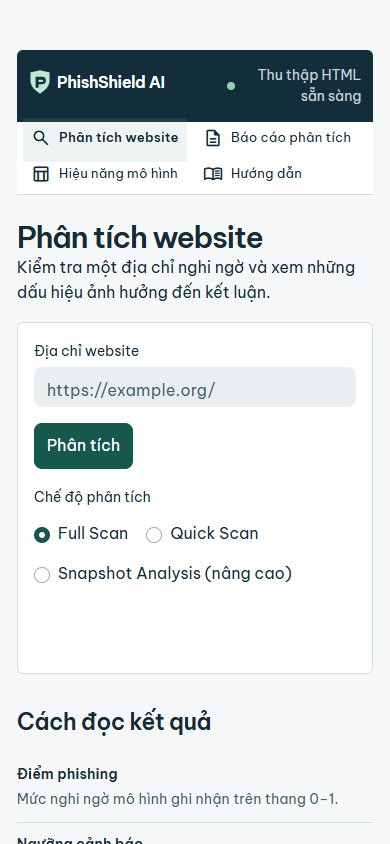 PhishShield AI
Thu thập HTML
sẵn sàng
Phân tích website
Báo cáo phân tích
Hiệu năng mô hình
Hướng dẫn
Phân tích website
Kiểm tra một địa chỉ nghi ngờ và xem những
dấu hiệu ảnh hưởng đến kết luận.
Địa chỉ website
https://example.org/
Phân tích
Chế độ phân tích
Full Scan
Quick Scan
Snapshot Analysis (nâng cao)
Cách đọc kết quả
Điểm phishing
Mức nghi ngờ mô hình ghi nhận trên thang 0–1.
Ngưỡng cảnh báo